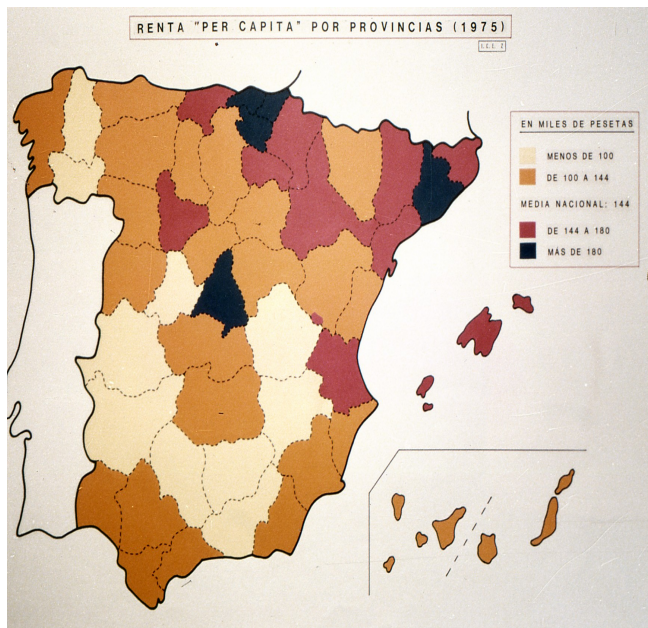 RENTA "PER CAPITA" POR PROVINCIAS (1975)
EN MILES DE PESETAS
MENOS DE 100
DE 100 A 144
MEDIA NACIONAL: 144
DE 144 A 180
MÁS DE 180